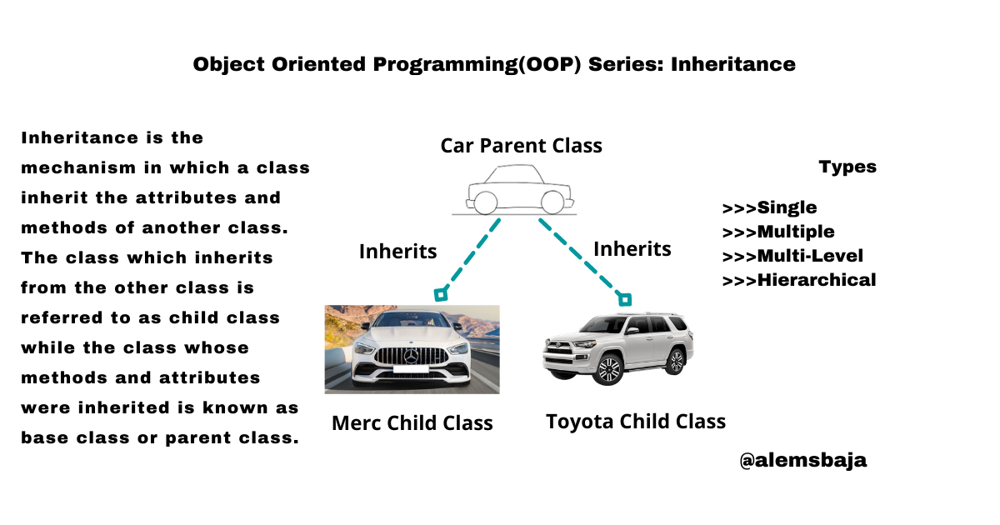 Object Oriented Programming(OOP) Series: Inheritance
Inheritance is the
mechanism in which a class
inherit the attributes and
methods of another class.
The class which inherits
from the other class is
referred to as child class
while the class whose
methods and attributes
were inherited is known as
base class or parent class.
Car Parent Class
Inherits
Inherits
Merc Child Class
Toyota Child Class
Types
>>>Single
>>>Multiple
>>>Multi-Level
>>>Hierarchical
@alemsbaja